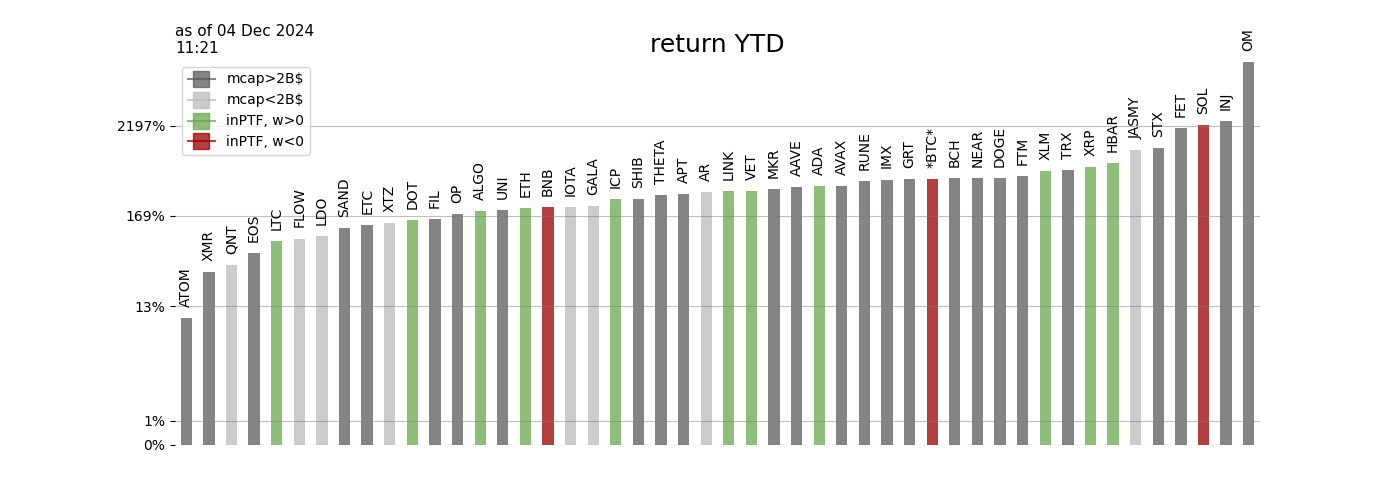 as of 04 Dec 2024
11:21
return YTD
mcap>2B$
mcap<2B$
inPTF, w>0
inPTF, w<0
2197%
169%
13%
1%
0%
ATOM
XMR
QNT
EOS
LTC
FLOW
LDO
SAND
ETC
XTZ
DOT
FIL
OP
ALGO
UNI
ETH
BNB
IOTA
GALA
ICP
SHIB
THETA
APT
AR
LINK
VET
MKR
AAVE
ADA
AVAX
RUNE
IMX
GRT
*BTC*
BCH
NEAR
DOGE
FTM
XLM
TRX
XRP
HBAR
JASMY
STX
FET
SOL
INJ
OM